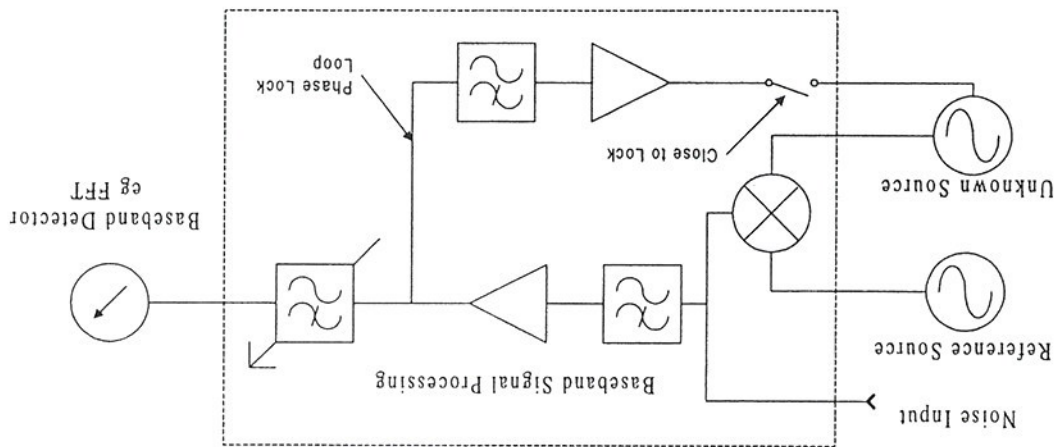 Noise Input
Reference Source
Baseband Signal Processing
Baseband Detector
eg FFT
Unknown Source
Close to Lock
Phase Lock
Loop